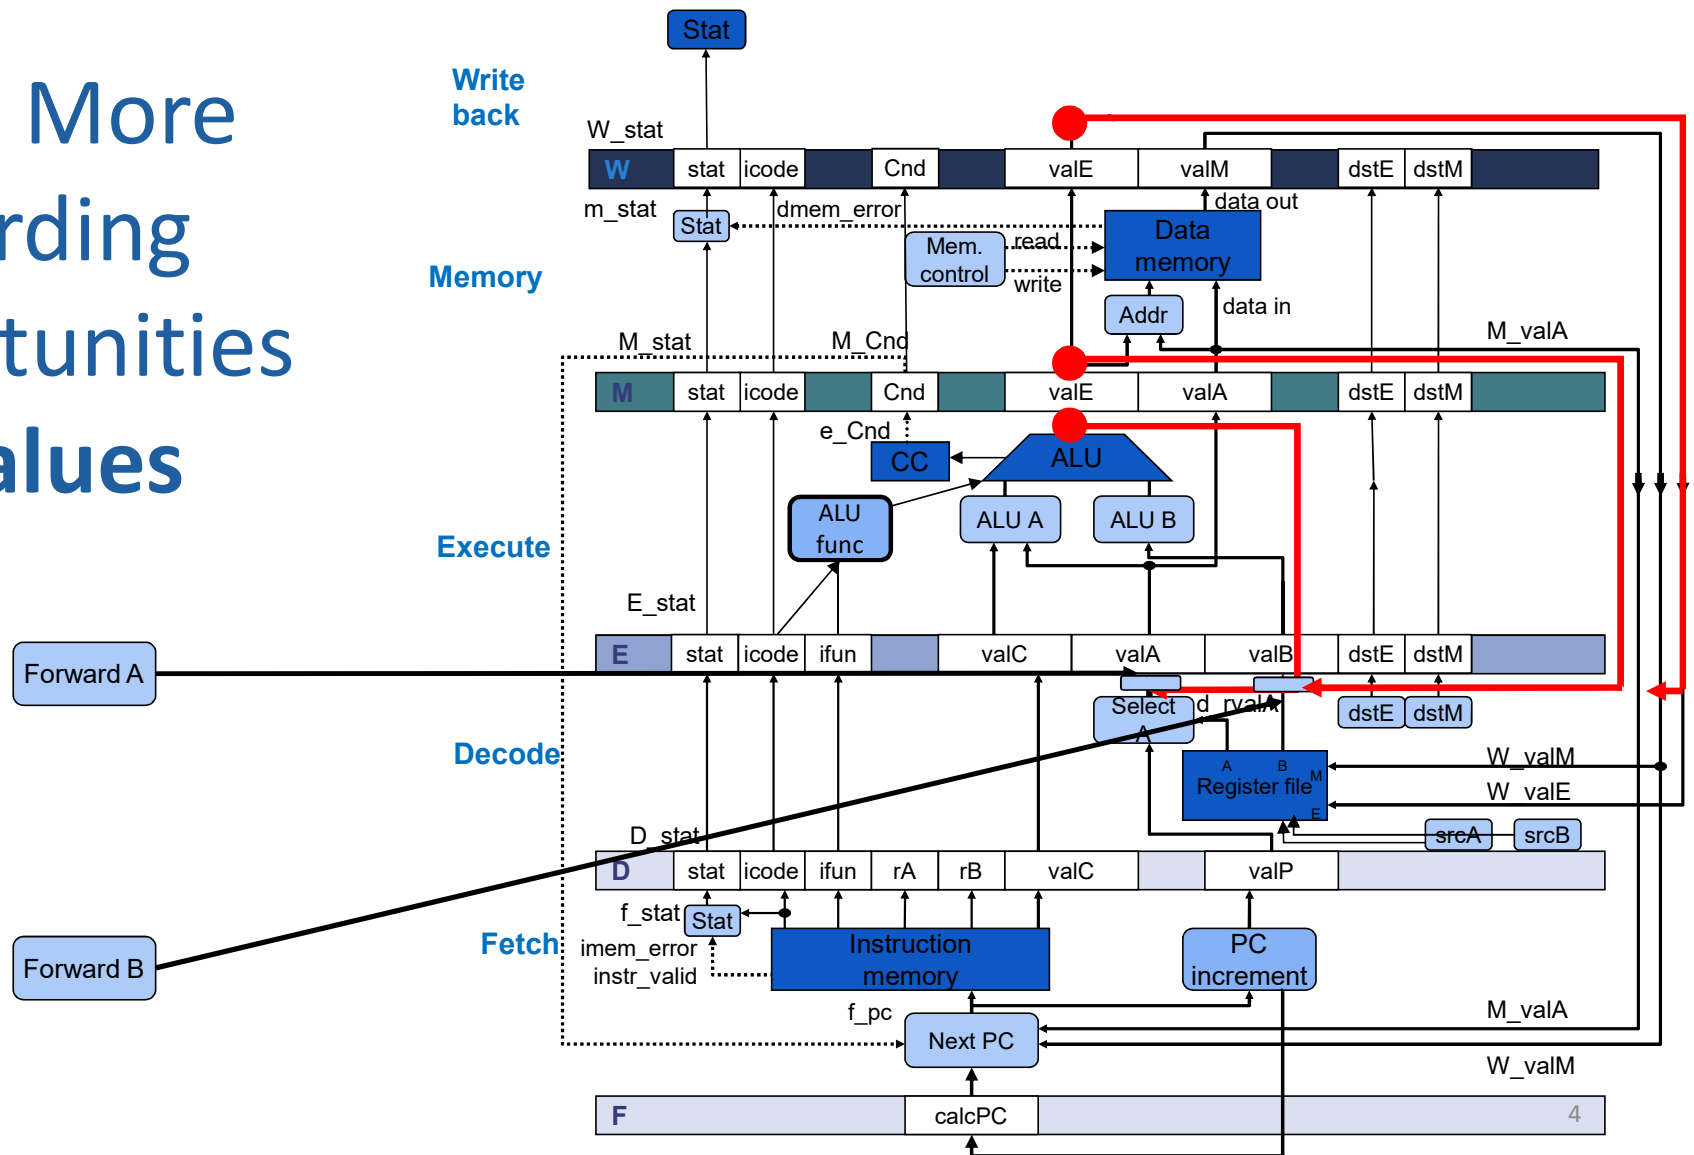 More
rding
tunities
alues
Stat
Write
back
W_stat
W
stat
icode
Cnd
valE
valM
dstE
dstM
m_stat
Stat
dmem_error
data out
Data
memory
Mem.
control
read
write
Memory
Addr
data in
M_stat
M_Cnd
M_valA
M
stat
icode
Cnd
valE
valA
dstE
dstM
e_Cnd
CC
ALU
ALU
func
ALU A
ALU B
Execute
E_stat
E
stat
icode
ifun
valC
valA
valB
dstE
dstM
Forward A
Select
A
d_rvalA
dstE
dstM
Decode
A
B
M
Register file
E
W_valM
W_valE
srcA
srcB
D_stat
D
stat
icode
ifun
rA
rB
valC
valP
f_stat
Stat
Fetch
imem_error
instr_valid
Instruction
memory
PC
increment
Forward B
f_pc
Next PC
M_valA
W_valM
F
calcPC
4